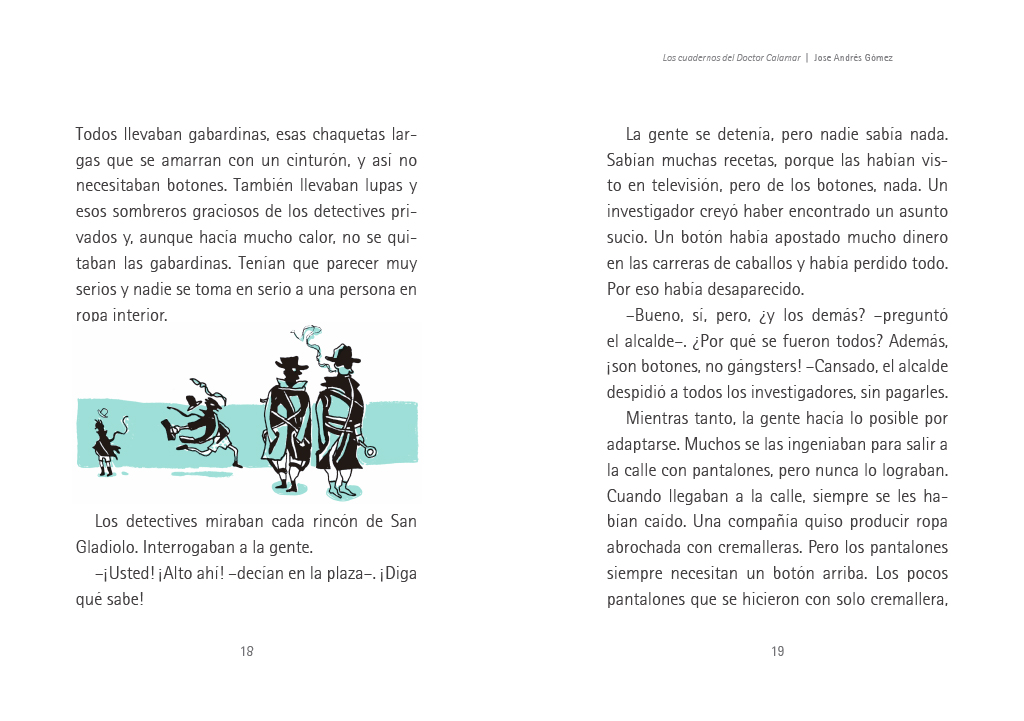 Todos llevaban gabardinas, esas chaquetas lar-
gas que se amarran con un cinturón, y así no
necesitaban botones. También llevaban lupas y
esos sombreros graciosos de los detectives pri-
vados y, aunque hacía mucho calor, no se qui-
taban las gabardinas. Tenían que parecer muy
serios y nadie se toma en serio a una persona en
ropa interior.
Los detectives miraban cada rincón de San
Gladiolo. Interrogaban a la gente.
–¡Usted! ¡Alto ahí! –decían en la plaza–. ¡Diga
qué sabe!
18
Los cuadernos del Doctor Calamar | Jose Andrés Gómez
La gente se detenía, pero nadie sabía nada.
Sabían muchas recetas, porque las habían vis-
to en televisión, pero de los botones, nada. Un
investigador creyó haber encontrado un asunto
sucio. Un botón había apostado mucho dinero
en las carreras de caballos y había perdido todo.
Por eso había desaparecido.
–Bueno, sí, pero, ¿y los demás? –preguntó
el alcalde–. ¿Por qué se fueron todos? Además,
¡son botones, no gángsters! –Cansado, el alcalde
despidió a todos los investigadores, sin pagarles.
Mientras tanto, la gente hacía lo posible por
adaptarse. Muchos se las ingeniaban para salir a
la calle con pantalones, pero nunca lo lograban.
Cuando llegaban a la calle, siempre se les ha-
bían caído. Una compañía quiso producir ropa
abrochada con cremalleras. Pero los pantalones
siempre necesitan un botón arriba. Los pocos
pantalones que se hicieron con solo cremallera,
19